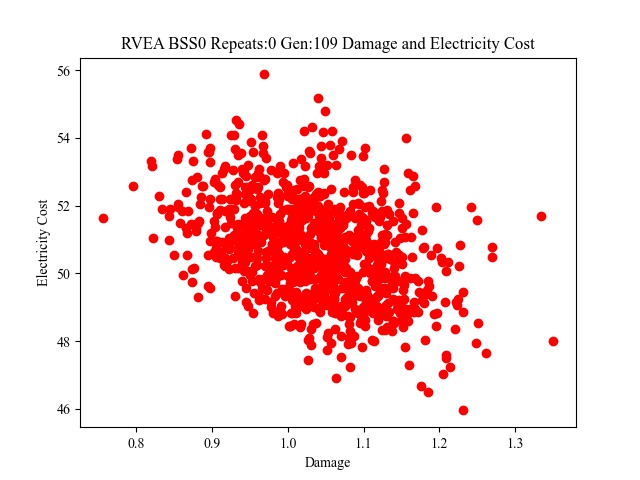 RVEA BSS0 Repeats:0 Gen:109 Damage and Electricity Cost
56
54
52
50
48
46
Electricity Cost
0.8 0.9 1.0 1.1 1.2 1.3
Damage